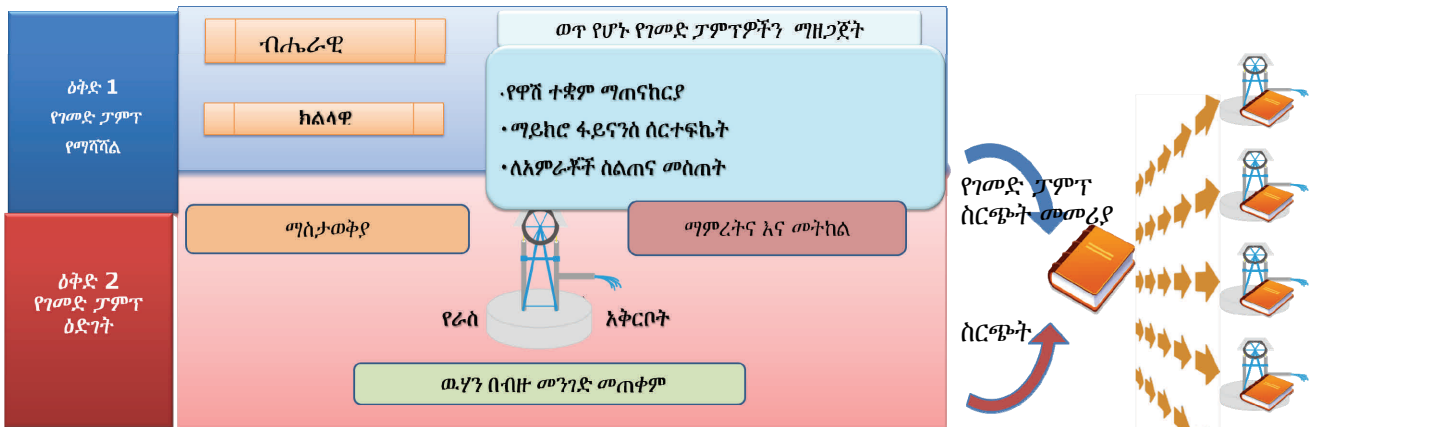 ዕቅድ 1
የገመድ ፓምፕ
የማሻሻል
ብሔራዊ
ክልላዋ
ወጥ የሆኑ የገመድ ፓምፕዎችን ማዘጋጀት
·የዋሽ ተቋም ማጠናከርያ
•ማይክሮ ፋይናንስ ሰርተፍኬት
•ለአምራቾች ስልጠና መስጠት
ዕቅድ 2
የገመድ ፓምፕ
ዕድገት
ማስታወቅያ
ማምረትና እና መትከል
የራስ አቅርቦት
ዉሃን በብዙ መንገድ መጠቀም
የገመድ ፓምፕ
ስርጭት መመሪያ
ስርጭት